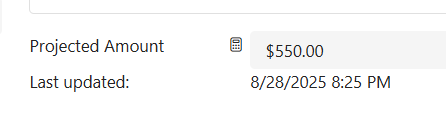 Projected Amount $550.00
Last updated: 8/28/2025 8:25 PM